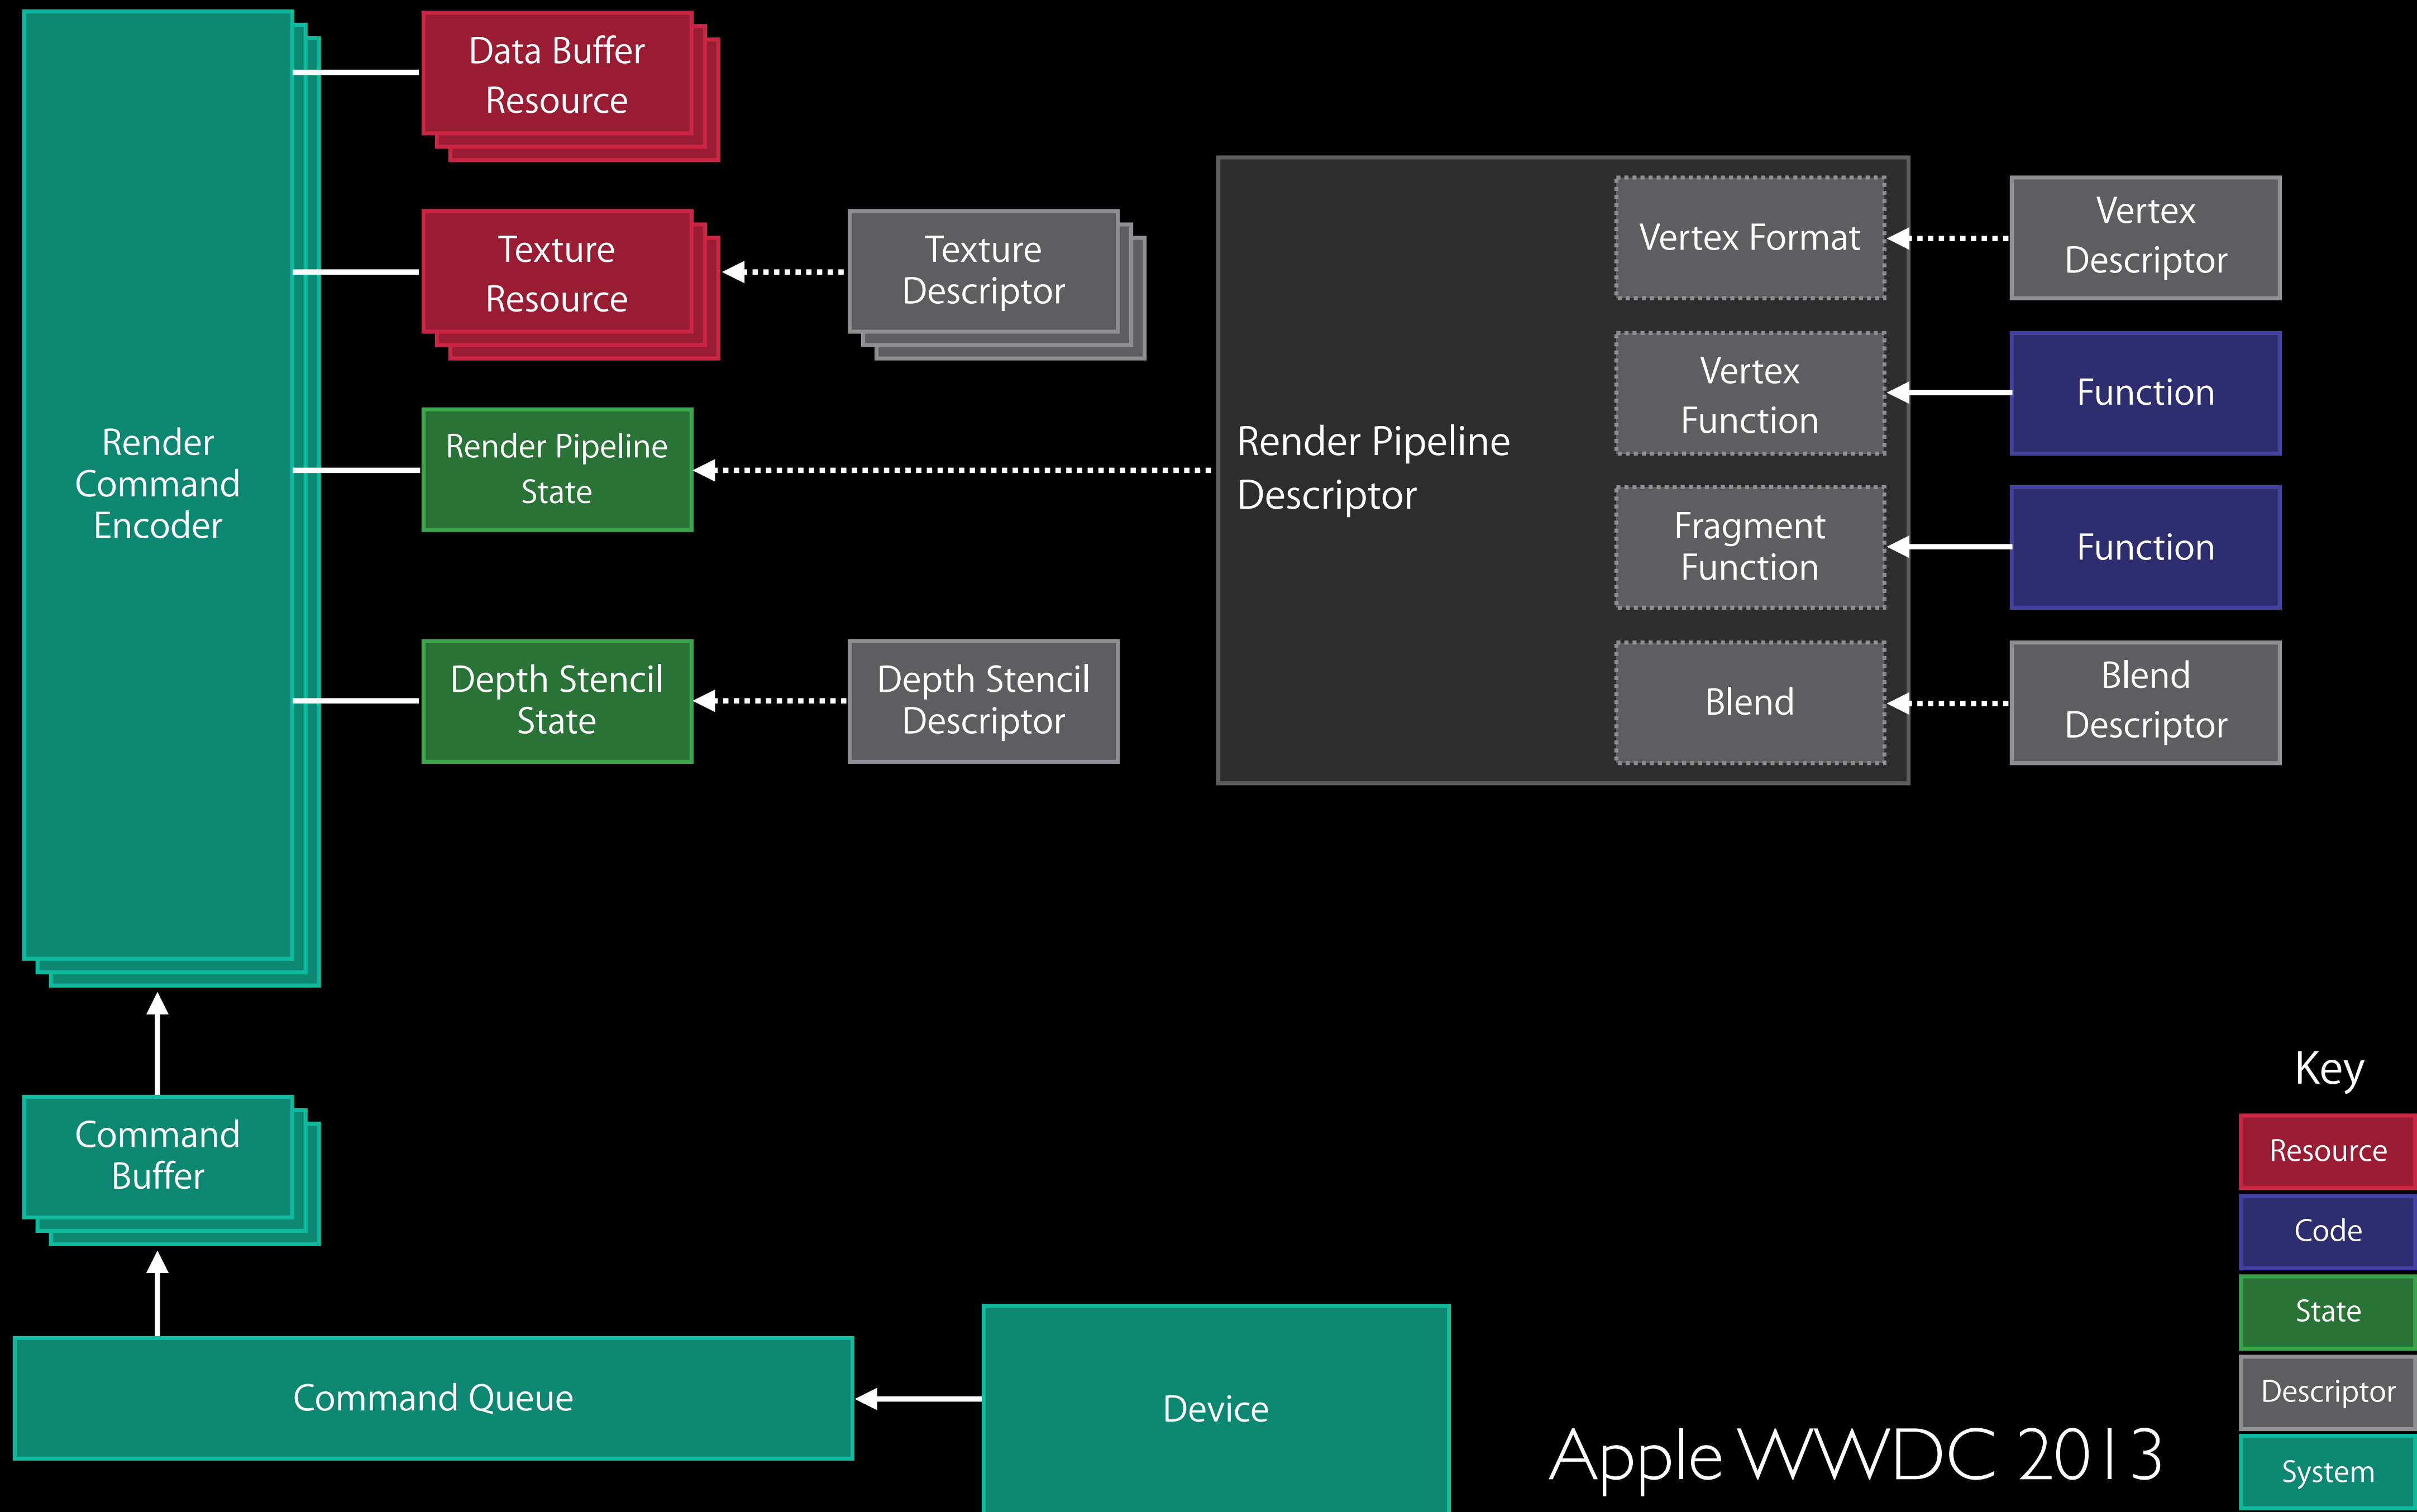 Data Buffer
Resource
Texture
Resource
Texture
Descriptor
Render
Command
Encoder
Render Pipeline
State
Depth Stencil
State
Depth Stencil
Descriptor
Render Pipeline
Descriptor
Vertex Format
Vertex
Descriptor
Vertex
Function
Function
Fragment
Function
Function
Blend
Blend
Descriptor
Command
Buffer
Command Queue
Device
Key
Resource
Code
State
Descriptor
System
Apple WWDC 2013